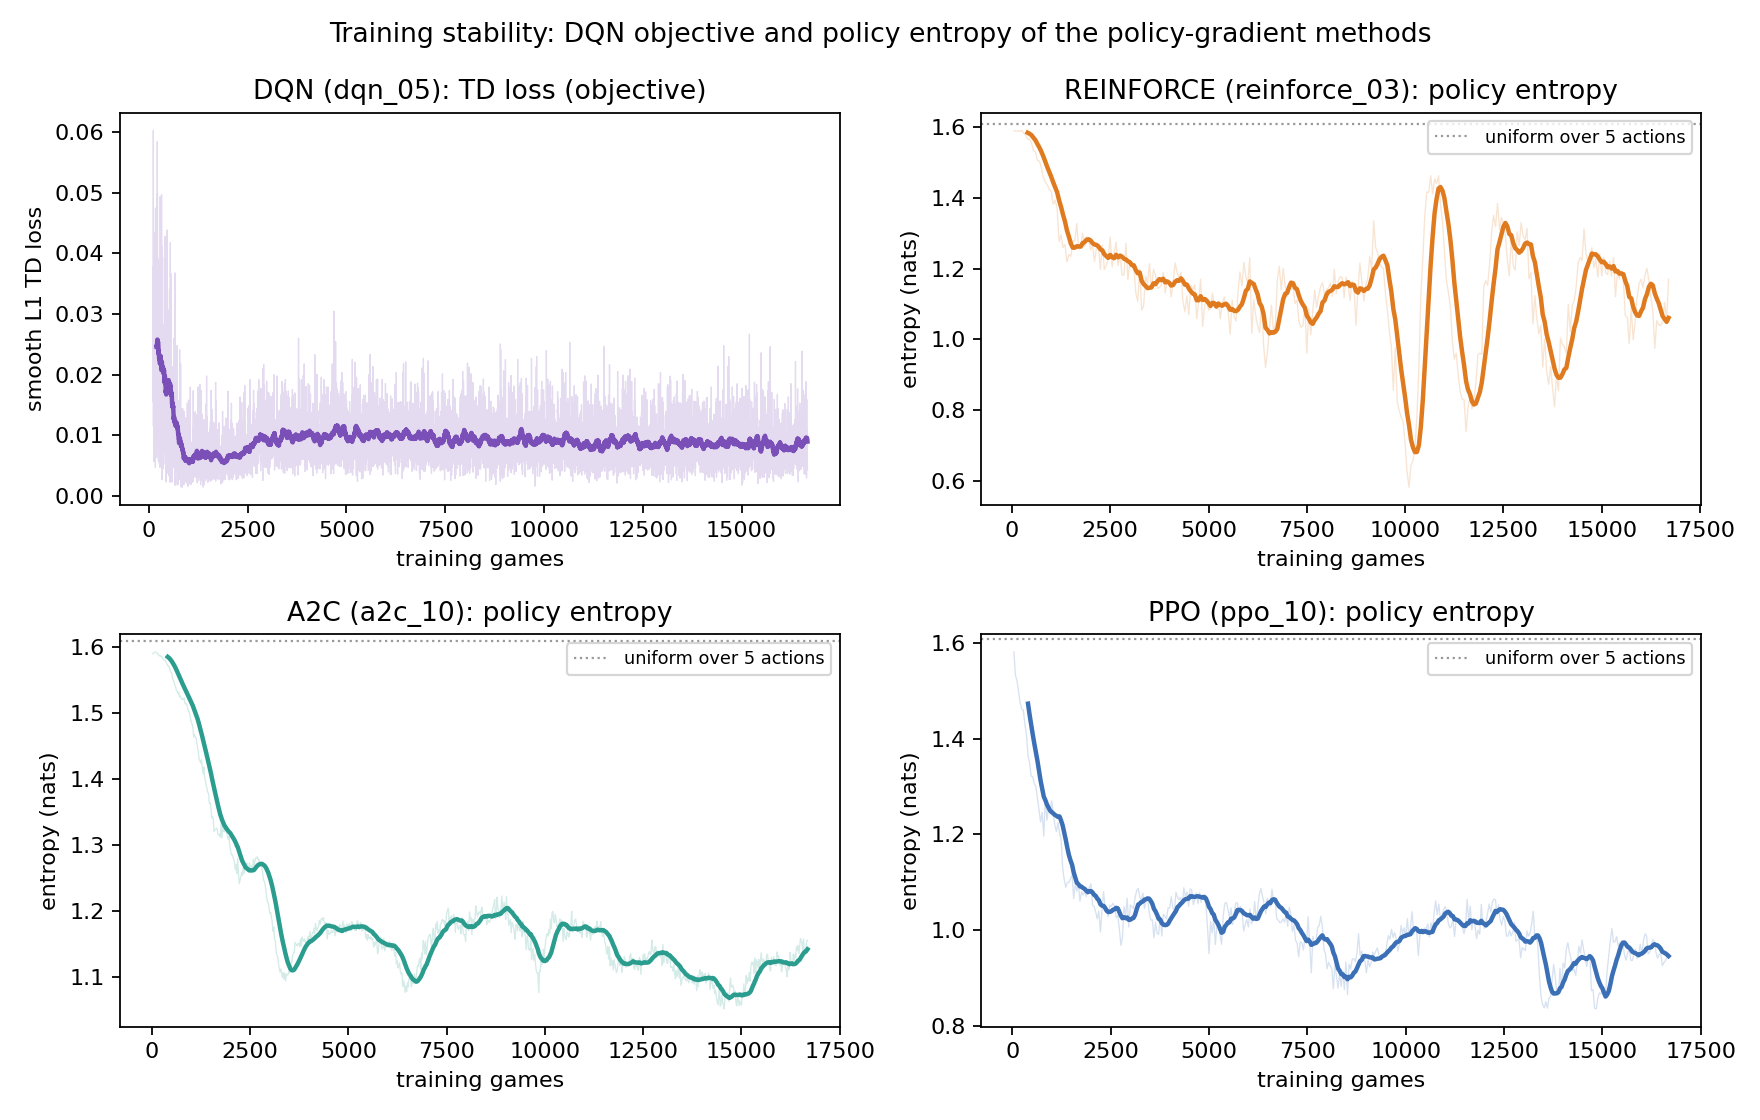 Training stability: DQN objective and policy entropy of the policy-gradient methods
DQN (dqn_05): TD loss (objective)
smooth L1 TD loss
0.06
0.05
0.04
0.03
0.02
0.01
0.00
0 2500 5000 7500 10000 12500 15000
training games
REINFORCE (reinforce_03): policy entropy
uniform over 5 actions
entropy (nats)
1.6
1.4
1.2
1.0
0.8
0.6
0 2500 5000 7500 10000 12500 15000 17500
training games
A2C (a2c_10): policy entropy
uniform over 5 actions
entropy (nats)
1.6
1.5
1.4
1.3
1.2
1.1
0 2500 5000 7500 10000 12500 15000 17500
training games
PPO (ppo_10): policy entropy
uniform over 5 actions
entropy (nats)
1.6
1.4
1.2
1.0
0.8
0 2500 5000 7500 10000 12500 15000 17500
training games